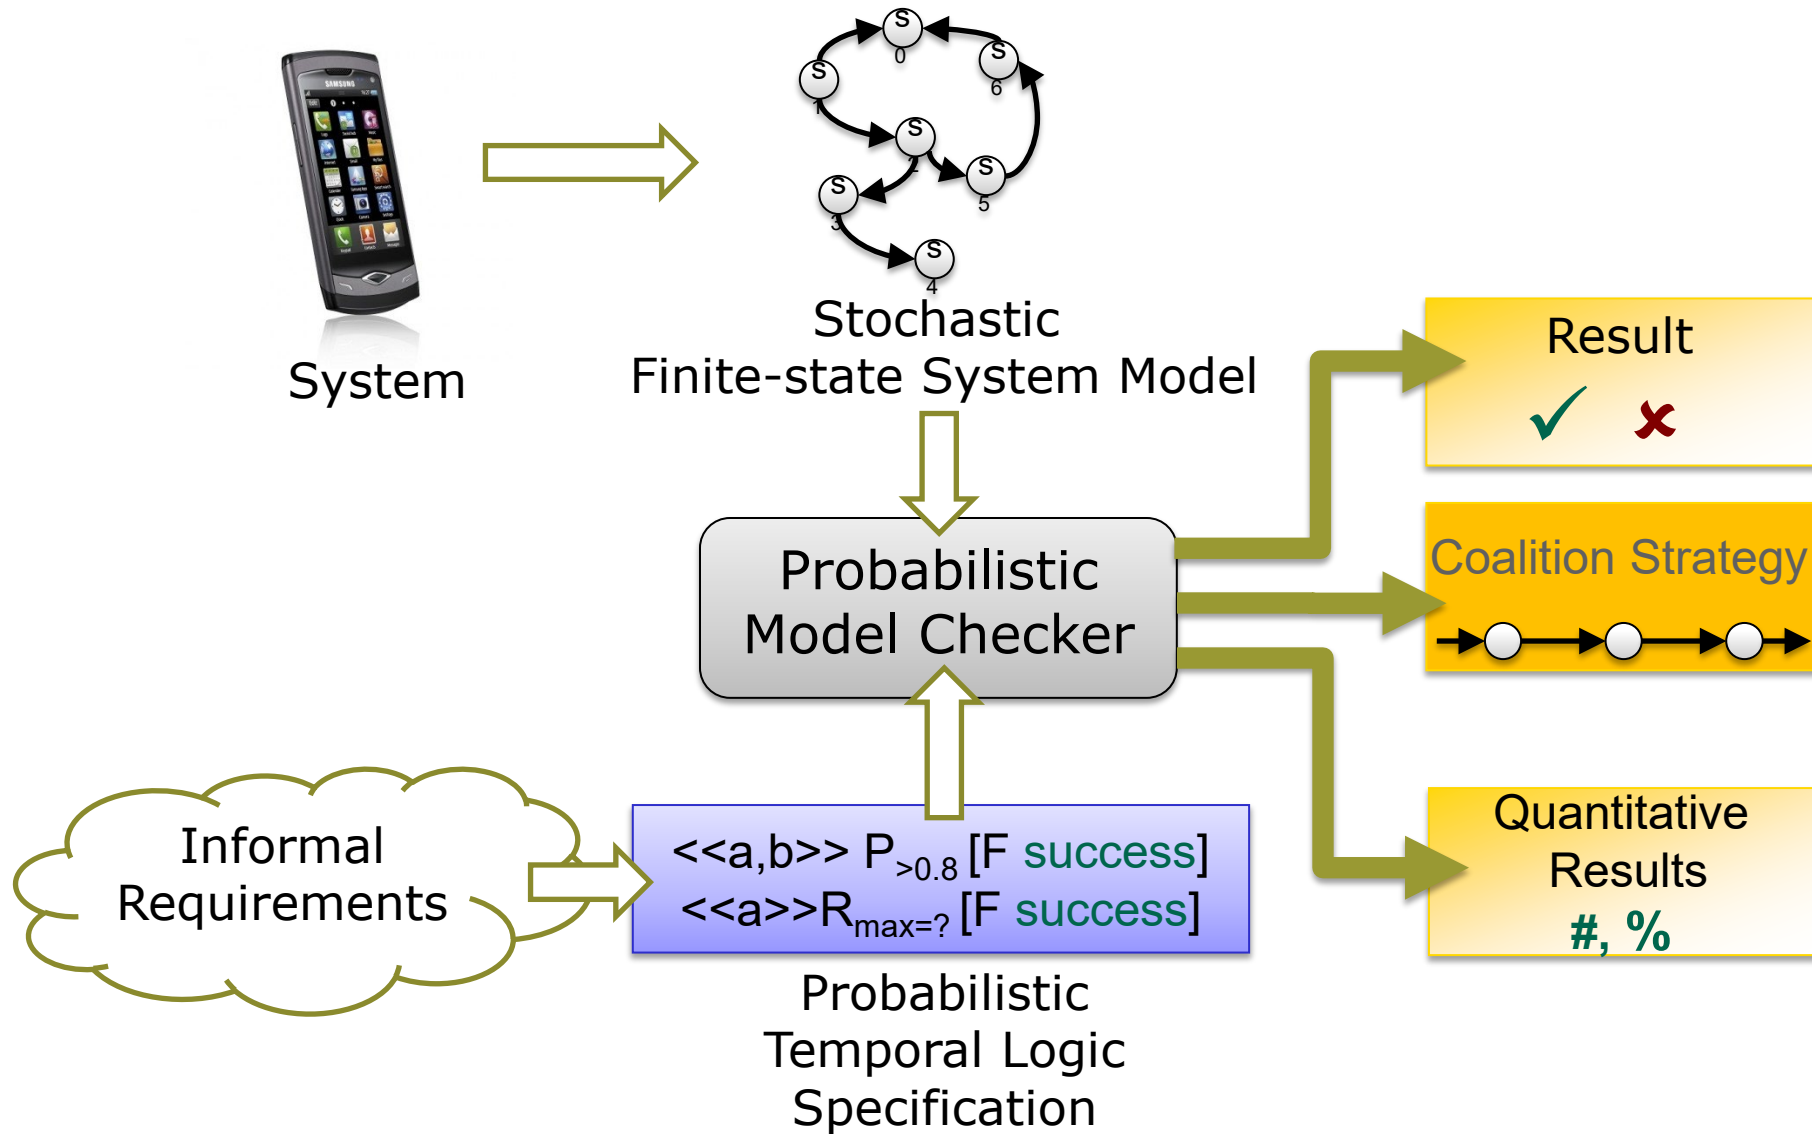 SAMSUNG
S
0
S
1
S
2
S
3
S
4
S
5
S
6
System
Stochastic
Finite-state System Model
Probabilistic
Model Checker
Result
✓ ✘
Coalition Strategy
Quantitative
Results
#, %
Informal
Requirements
<<a,b>> P>0.8 [F success]
<<a>>Rmax=? [F success]
Probabilistic
Temporal Logic
Specification